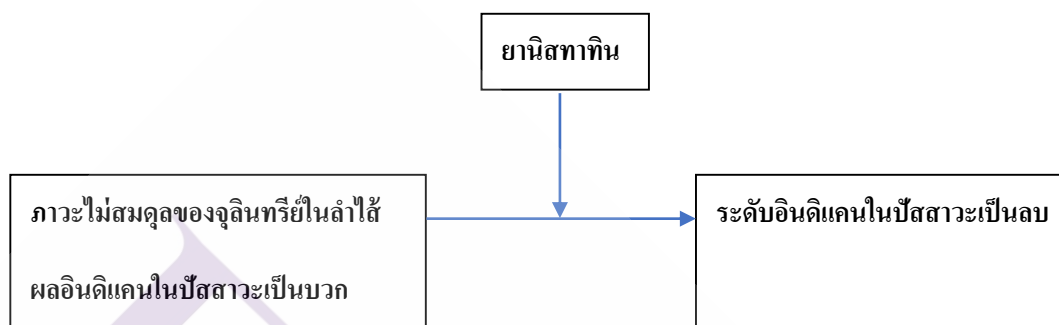 ยานิสทาทิน
ภาวะไม่สมดุลของจุลินทรีย์ในลำไส้
ผลอินดิแคนในปัสสาวะเป็นบวก
ระดับอินดิแคนในปัสสาวะเป็นลบ